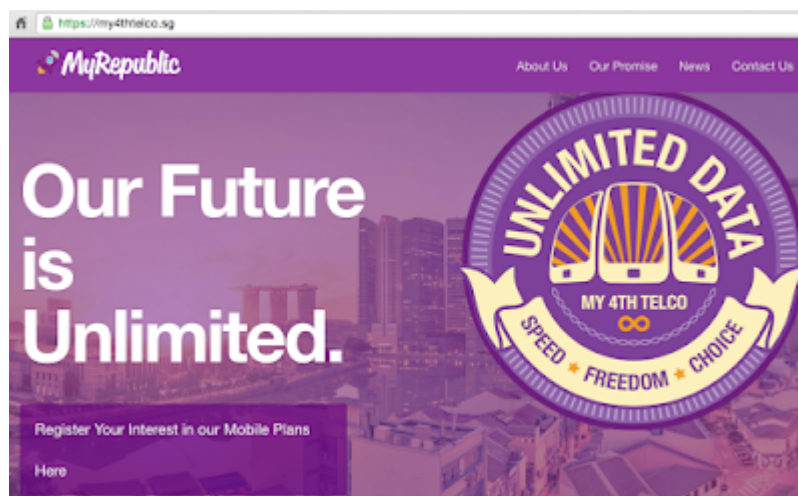 https://my4thtelco.sg
MyRepublic
About Us Our Promise News Contact Us
Our Future
is
Unlimited.
UNLIMITED DATA
MY 4TH TELCO
SPEED ★ FREEDOM ★ CHOICE
Register Your Interest in our Mobile Plans
Here